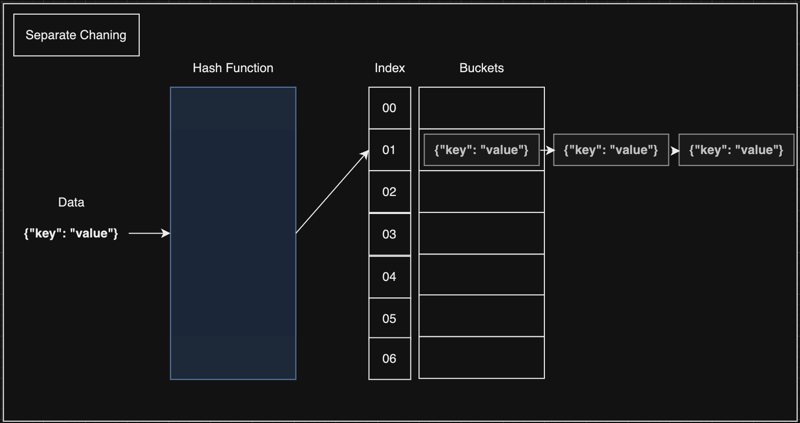 Separate Chaning
Hash Function
Index
Buckets
00
01
{"key": "value"}
{"key": "value"}
{"key": "value"}
02
Data
{"key": "value"}
03
04
05
06